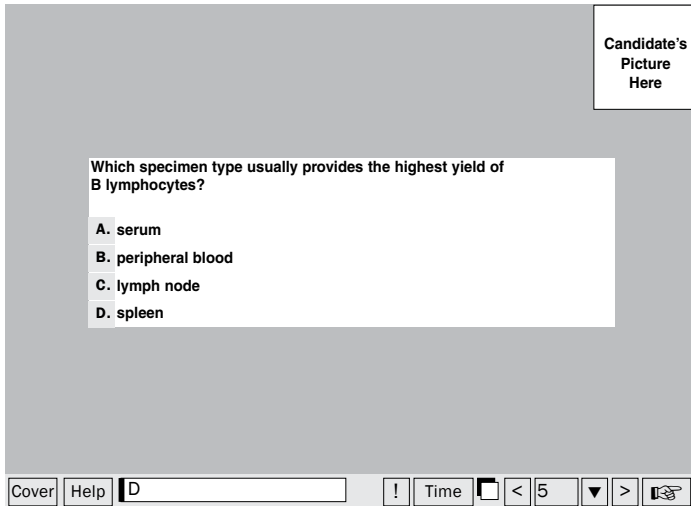 Candidate's
Picture
Here
Which specimen type usually provides the highest yield of
B lymphocytes?
A. serum
B. peripheral blood
C. lymph node
D. spleen
Cover Help D ! Time < 5 ▼ > ☞